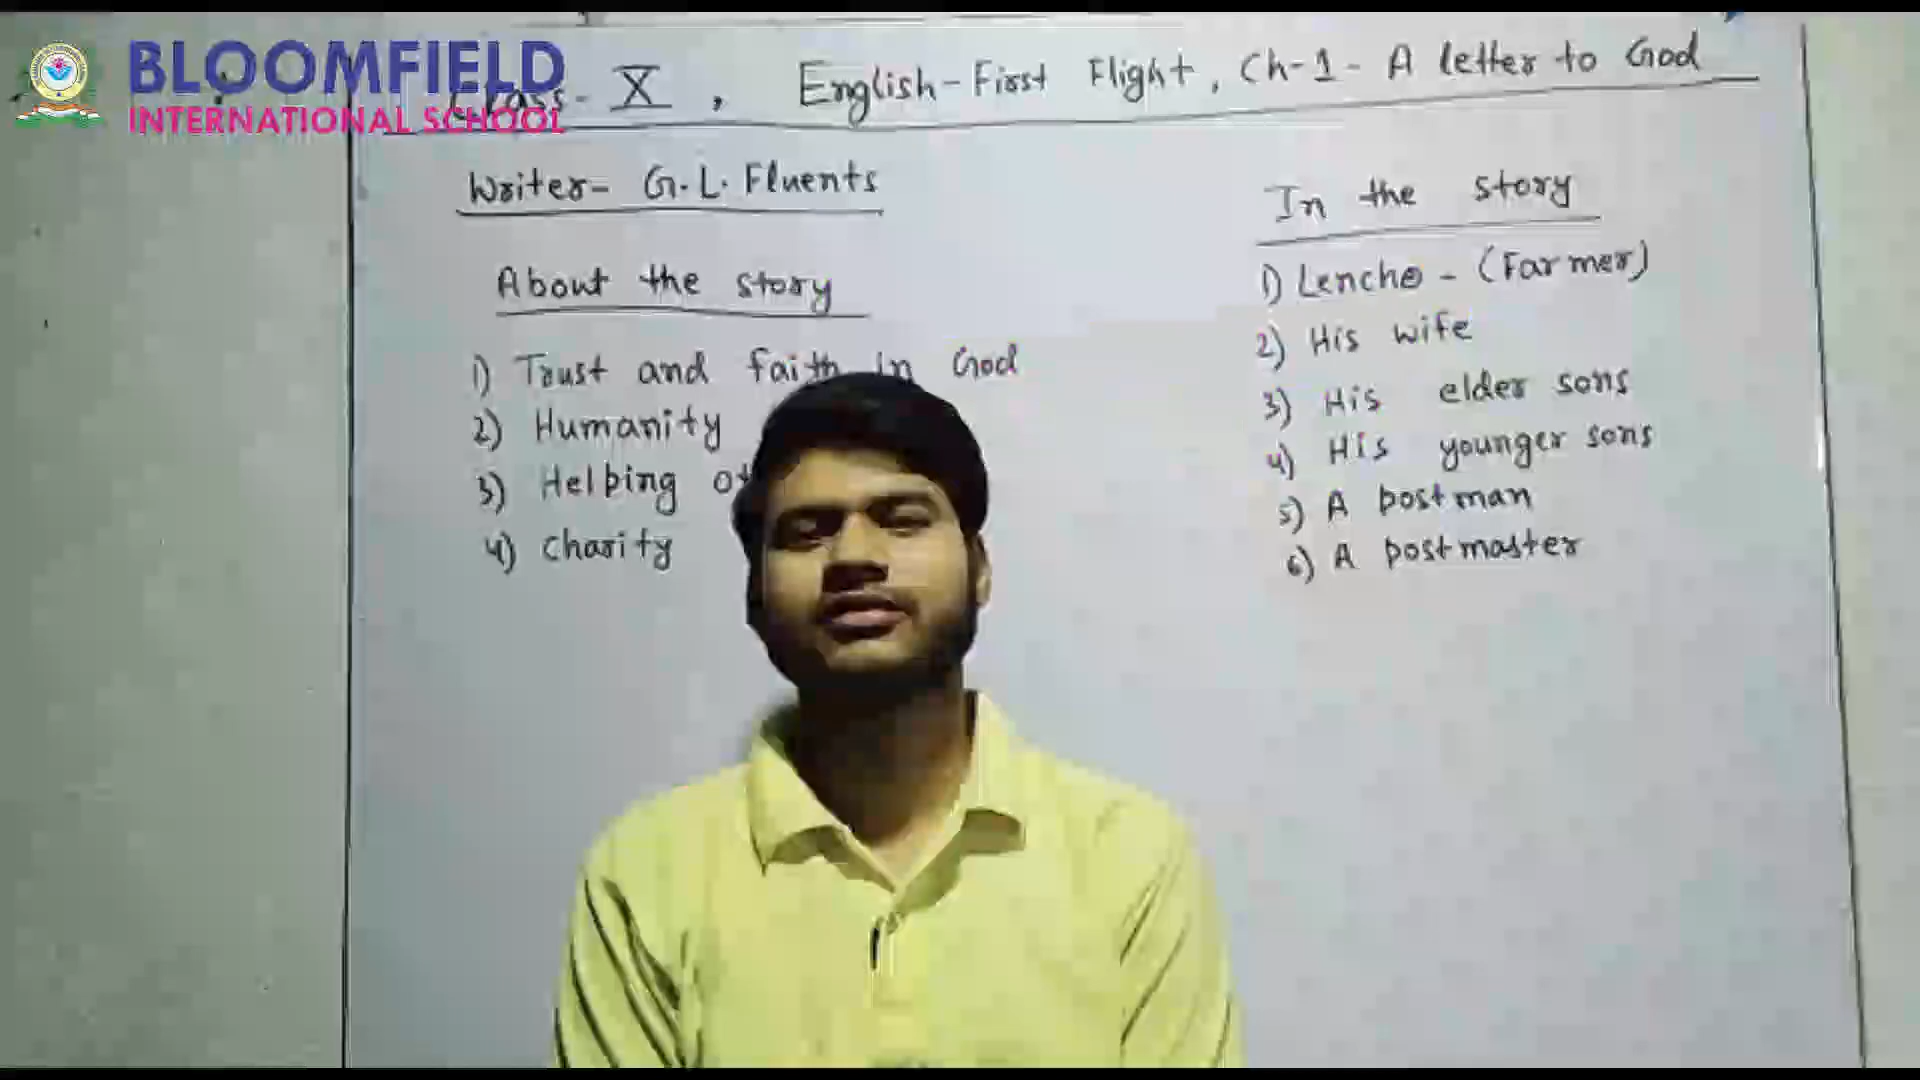 BLOOMFIELD
INTERNATIONAL SCHOOL
Class - X, English - First Flight, Ch-1 - A letter to God
Writer - G. L. Fluents
About the story
1) Trust and faith in God
2) Humanity
3) Helping
4) Charity
In the story
1) Lencho - (Farmer)
2) His wife
3) His elder sons
4) His younger sons
5) A postman
6) A postmaster